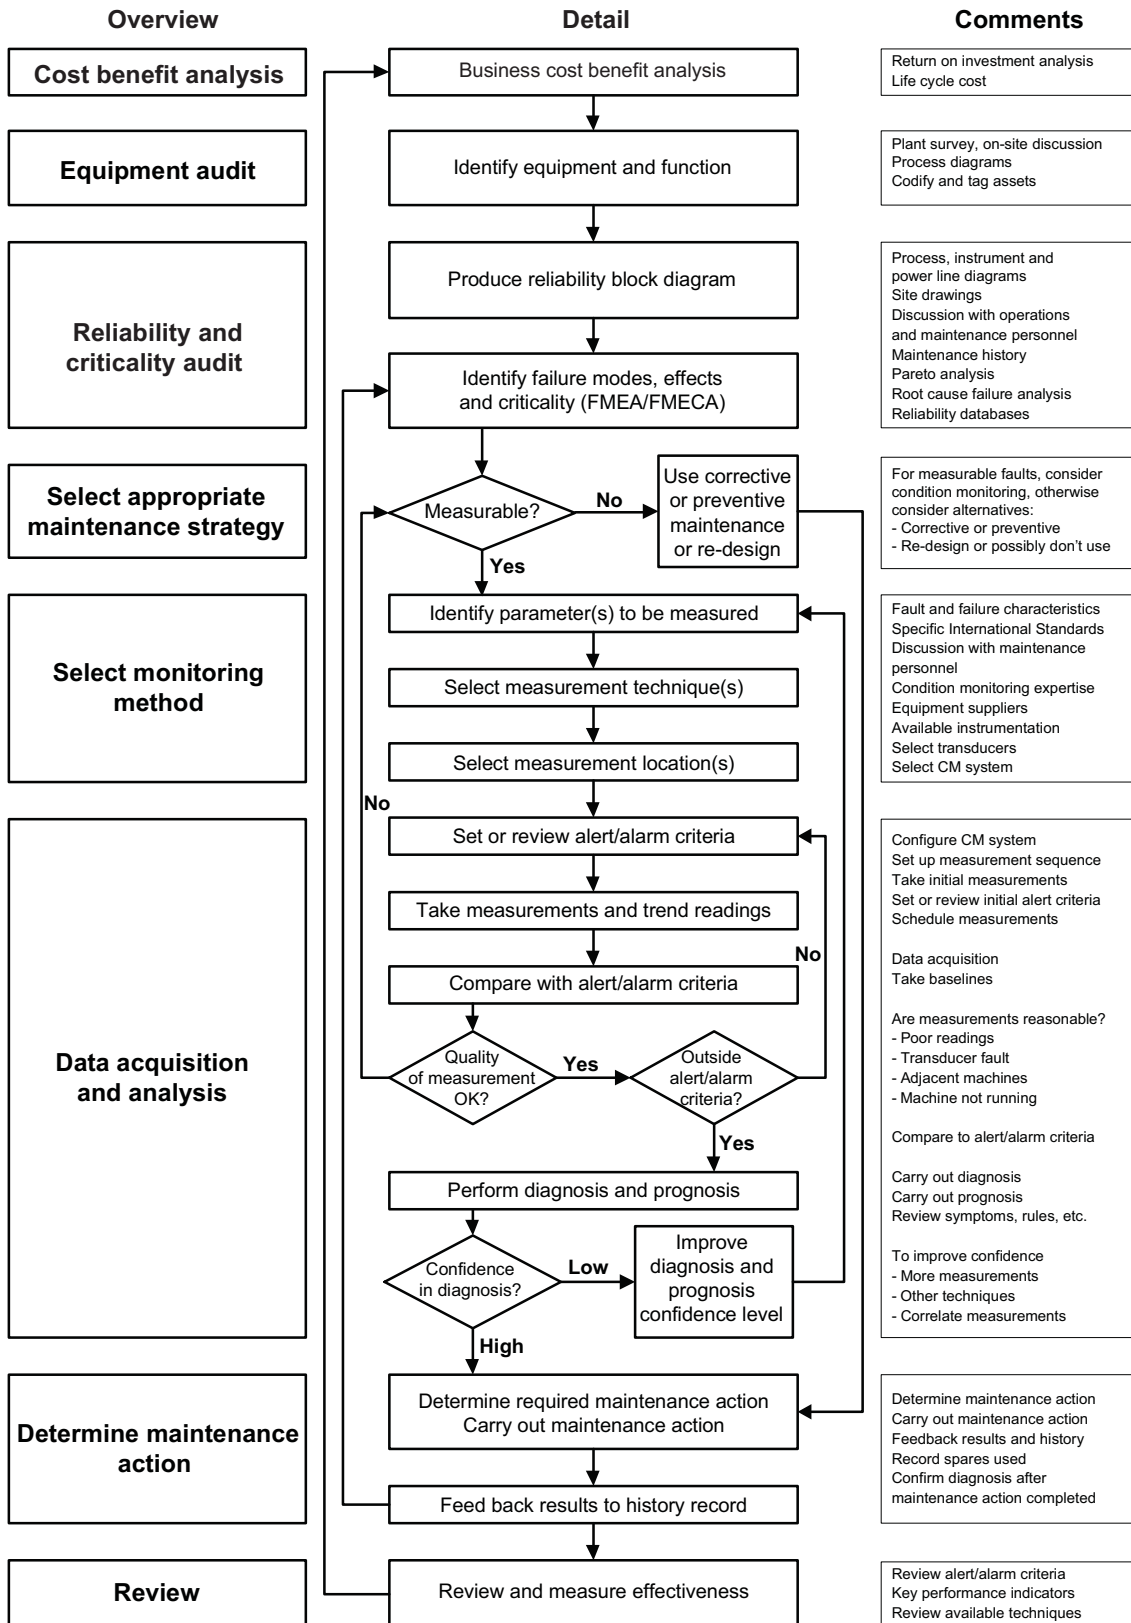 Overview
Detail
Comments
Cost benefit analysis
Business cost benefit analysis
Return on investment analysis
Life cycle cost
Equipment audit
Identify equipment and function
Plant survey, on-site discussion
Process diagrams
Codify and tag assets
Reliability and
criticality audit
Produce reliability block diagram
Identify failure modes, effects
and criticality (FMEA/FMECA)
Process, instrument and
power line diagrams
Site drawings
Discussion with operations
and maintenance personnel
Maintenance history
Pareto analysis
Root cause failure analysis
Reliability databases
Select appropriate
maintenance strategy
Measurable?
No
Use corrective
or preventive
maintenance
or re-design
Yes
For measurable faults, consider
condition monitoring, otherwise
consider alternatives:
- Corrective or preventive
- Re-design or possibly don't use
Select monitoring
method
Identify parameter(s) to be measured
Select measurement technique(s)
Select measurement location(s)
Fault and failure characteristics
Specific International Standards
Discussion with maintenance
personnel
Condition monitoring expertise
Equipment suppliers
Available instrumentation
Select transducers
Select CM system
No
Data acquisition
and analysis
Set or review alert/alarm criteria
Take measurements and trend readings
No
Compare with alert/alarm criteria
Quality
of measurement
OK?
Yes
Outside
alert/alarm
criteria?
Yes
Perform diagnosis and prognosis
Confidence
in diagnosis?
Low
Improve
diagnosis and
prognosis
confidence level
High
Configure CM system
Set up measurement sequence
Take initial measurements
Set or review initial alert criteria
Schedule measurements
Data acquisition
Take baselines
Are measurements reasonable?
- Poor readings
- Transducer fault
- Adjacent machines
- Machine not running
Compare to alert/alarm criteria
Carry out diagnosis
Carry out prognosis
Review symptoms, rules, etc.
To improve confidence
- More measurements
- Other techniques
- Correlate measurements
Determine maintenance
action
Determine required maintenance action
Carry out maintenance action
Feed back results to history record
Determine maintenance action
Carry out maintenance action
Feedback results and history
Record spares used
Confirm diagnosis after
maintenance action completed
Review
Review and measure effectiveness
Review alert/alarm criteria
Key performance indicators
Review available techniques